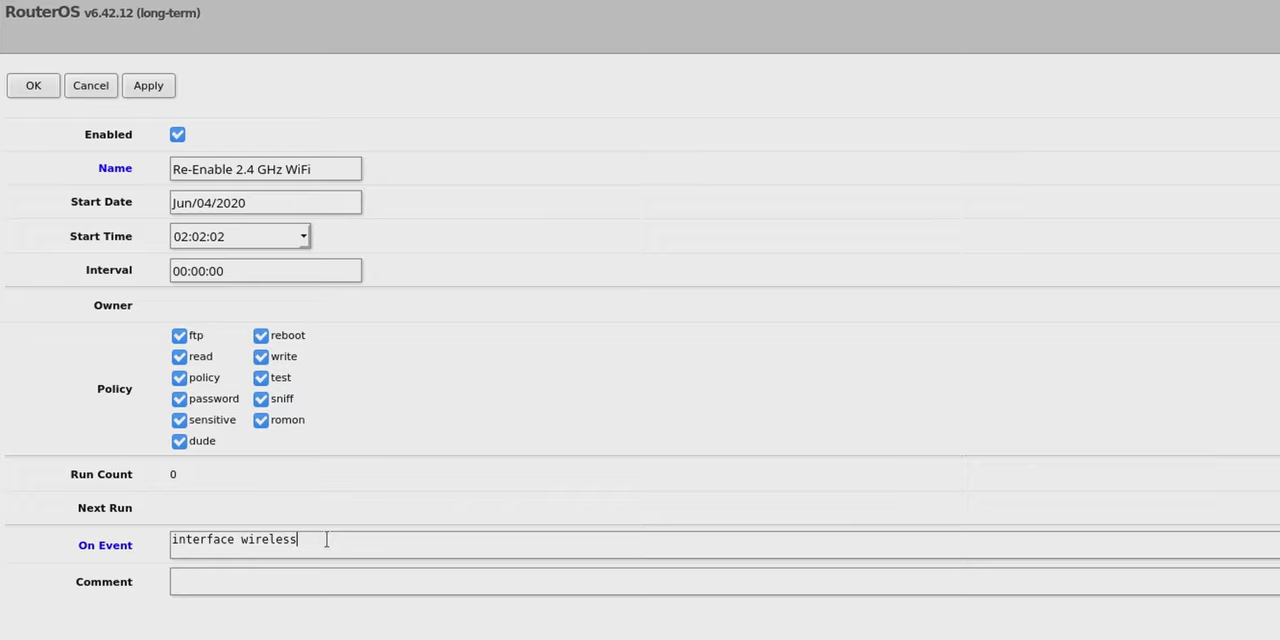 RouterOS v6.42.12 (long-term)
OK Cancel Apply
Enabled
Name Re-Enable 2.4 GHz WiFi
Start Date Jun/04/2020
Start Time 02:02:02
Interval 00:00:00
Owner
ftp reboot
read write
policy test
Policy
password sniff
sensitive romon
dude
Run Count 0
Next Run
On Event interface wireless
Comment